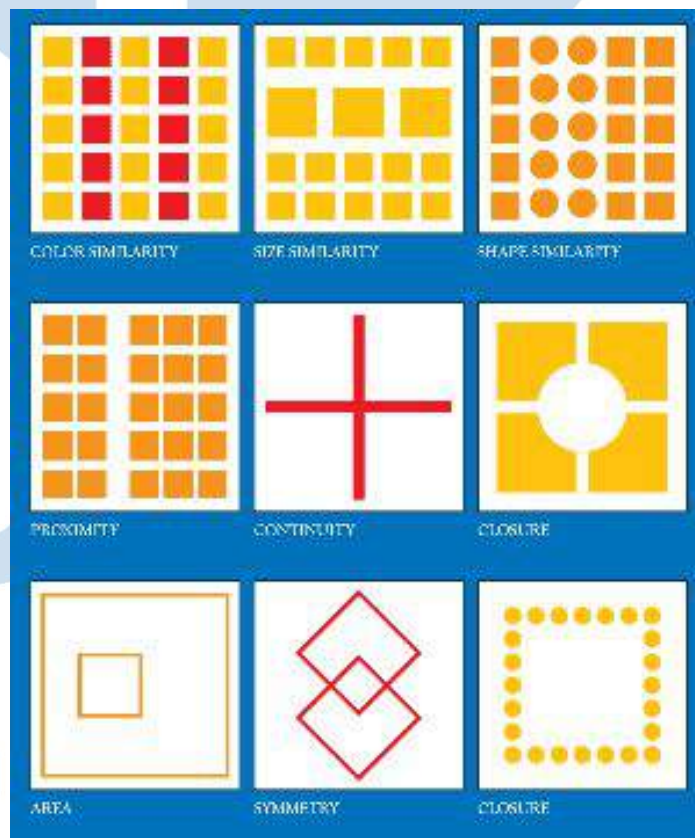 COLOR SIMILARITY
SIZE SIMILARITY
SHAPE SIMILARITY
PROXIMITY
CONTINUITY
CLOSURE
AREA
SYMMETRY
CLOSURE